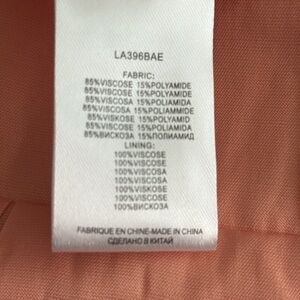 LA396BAE
FABRIC:
85%VISCOSE 15%POLYAMIDE
85%VISCOSE 15%POLYAMIDE
85%VISCOSA 15%POLIAMIDA
85%VISCOSA 15%POLIAMMIDE
85%VISKOSE 15%POLYAMID
85%VISCOSE 15%POLYAMIDE
85%ВИСКОЗА 15%ПОЛИАМИД
LINING:
100%VISCOSE
100%VISCOSE
100%VISCOSA
100%VISCOSA
100%VISKOSE
100%VISCOSE
100%ВИСКОЗА
FABRIQUE EN CHINE-MADE IN CHINA
СДЕЛАНО В КИТАЙ